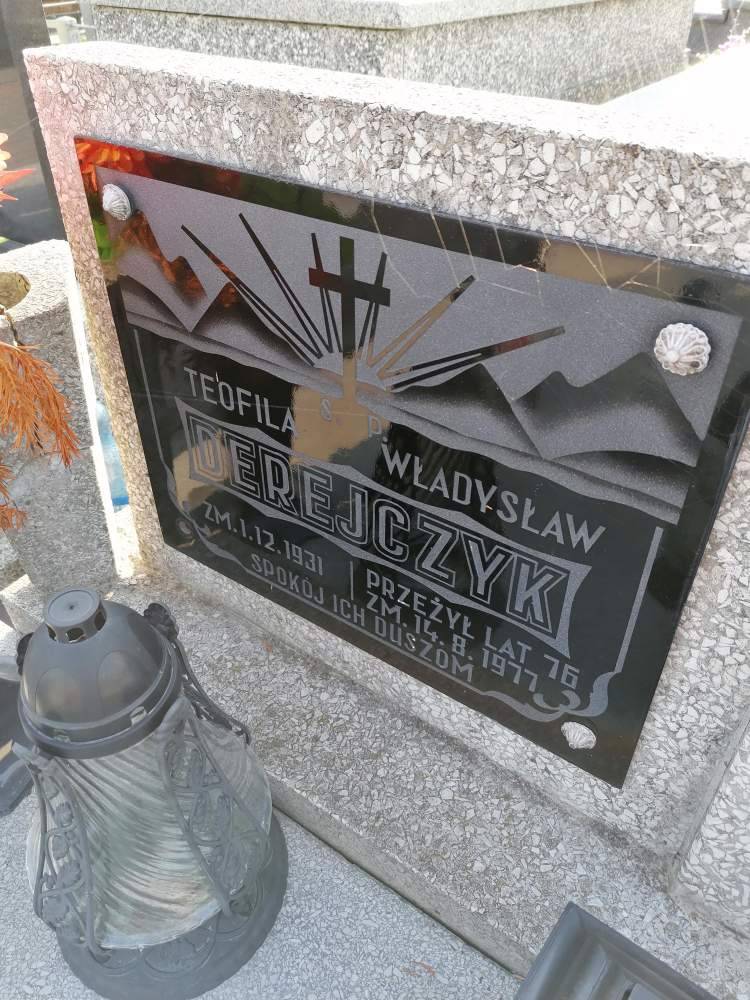 Ś. P.
TEOFILA WŁADYSŁAW
DEREJCZYK
ZM. 1.12.1931
PRZEŻYŁ LAT 76
ZM. 14.8.1977
SPOKÓJ ICH DUSZOM